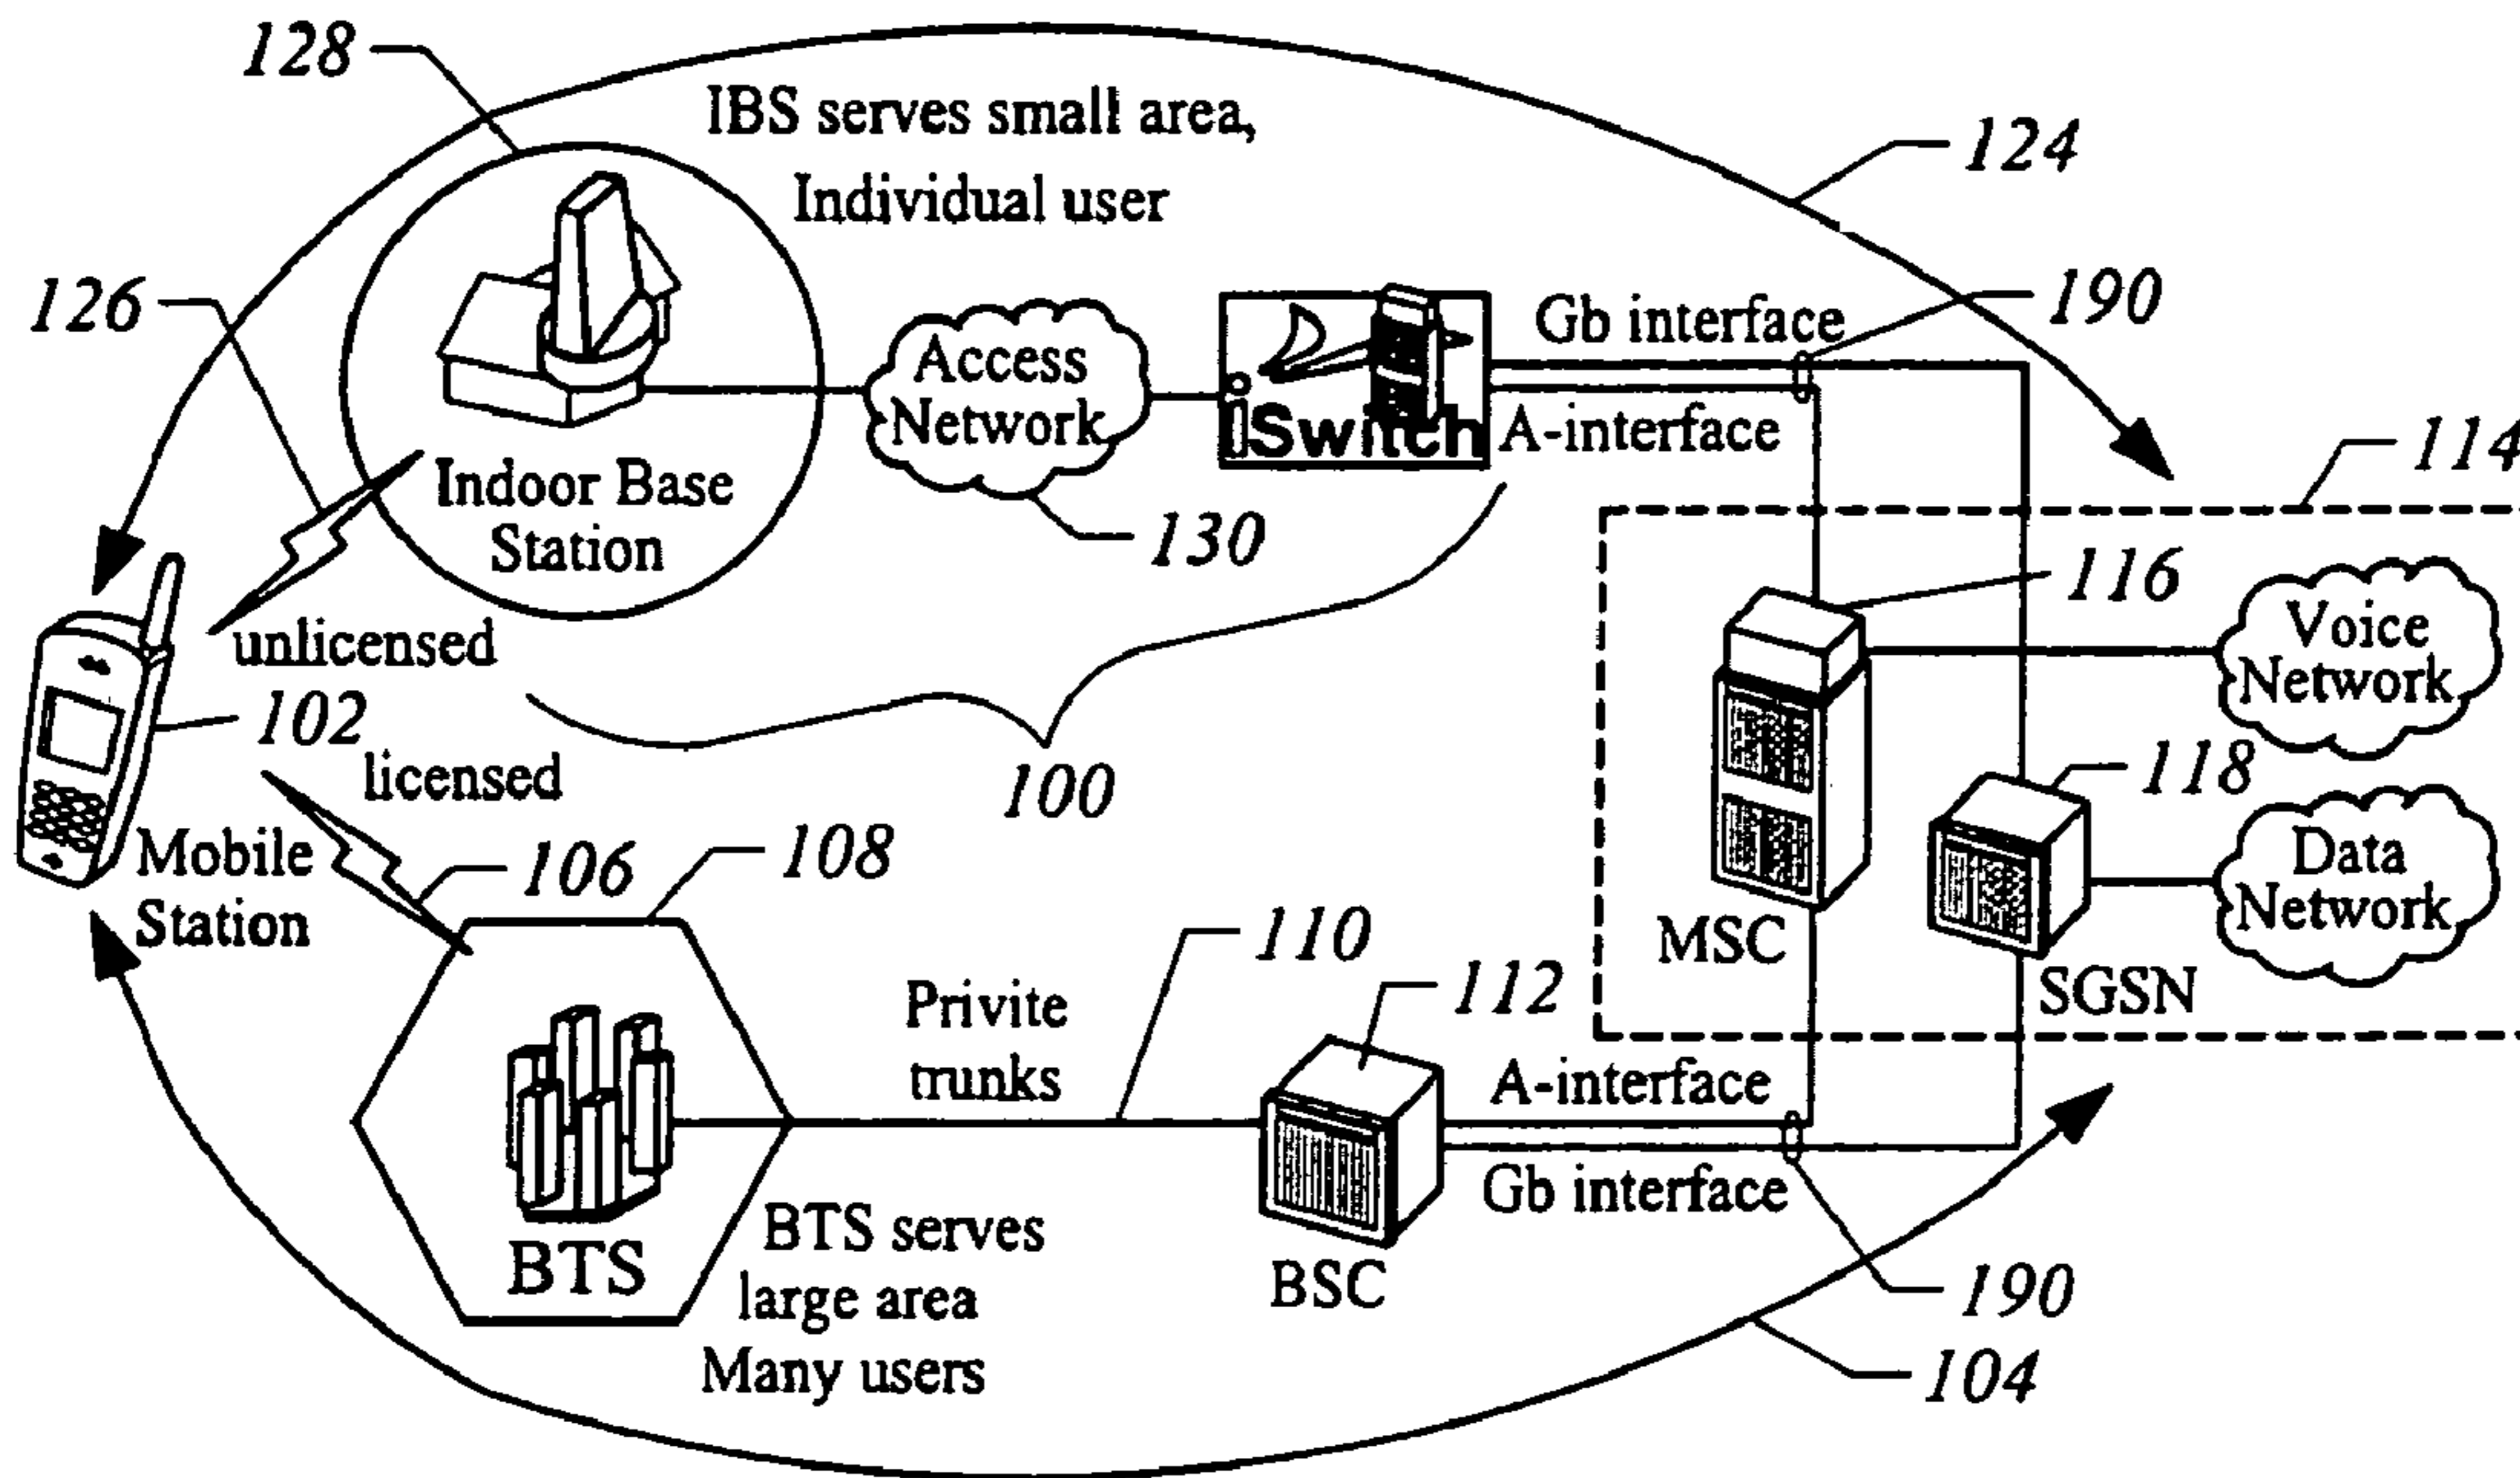 128
IBS serves small area,
Individual user
124
126
190
Gb interface
Access
Network
iSwitch
A-interface
114
Indoor Base
Station
130
116
Voice
Network
unlicensed
102
licensed
100
118
Mobile
Station
106
108
Data
Network
MSC
SGSN
110
Privite
trunks
112
A-interface
Gb interface
BTS
BTS serves
large area
Many users
BSC
190
104